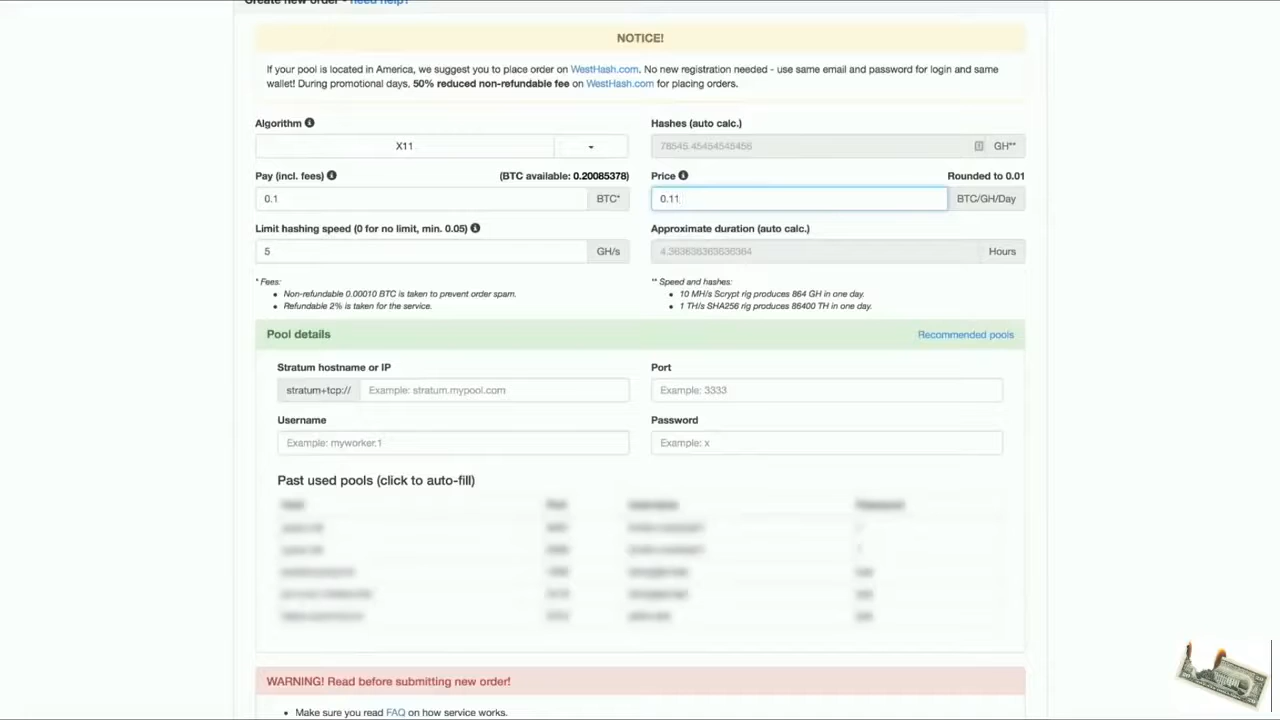 Create new order - need help?
NOTICE!
If your pool is located in America, we suggest you to place order on WestHash.com. No new registration needed - use same email and password for login and same
wallet! During promotional days, 50% reduced non-refundable fee on WestHash.com for placing orders.
Algorithm
Hashes (auto calc.)
X11
78545.45454545456 GH**
Pay (incl. fees) (BTC available: 0.20085378)
Price Rounded to 0.01
0.1 BTC*
0.11 BTC/GH/Day
Limit hashing speed (0 for no limit, min. 0.05)
Approximate duration (auto calc.)
5 GH/s
4.363636363636364 Hours
* Fees:
** Speed and hashes:
Non-refundable 0.00010 BTC is taken to prevent order spam.
10 MH/s Scrypt rig produces 864 GH in one day.
Refundable 2% is taken for the service.
1 TH/s SHA256 rig produces 86400 TH in one day.
Pool details
Recommended pools
Stratum hostname or IP
Port
stratum+tcp:// Example: stratum.mypool.com
Example: 3333
Username
Password
Example: myworker.1
Example: x
Past used pools (click to auto-fill)
WARNING! Read before submitting new order!
Make sure you read FAQ on how service works.